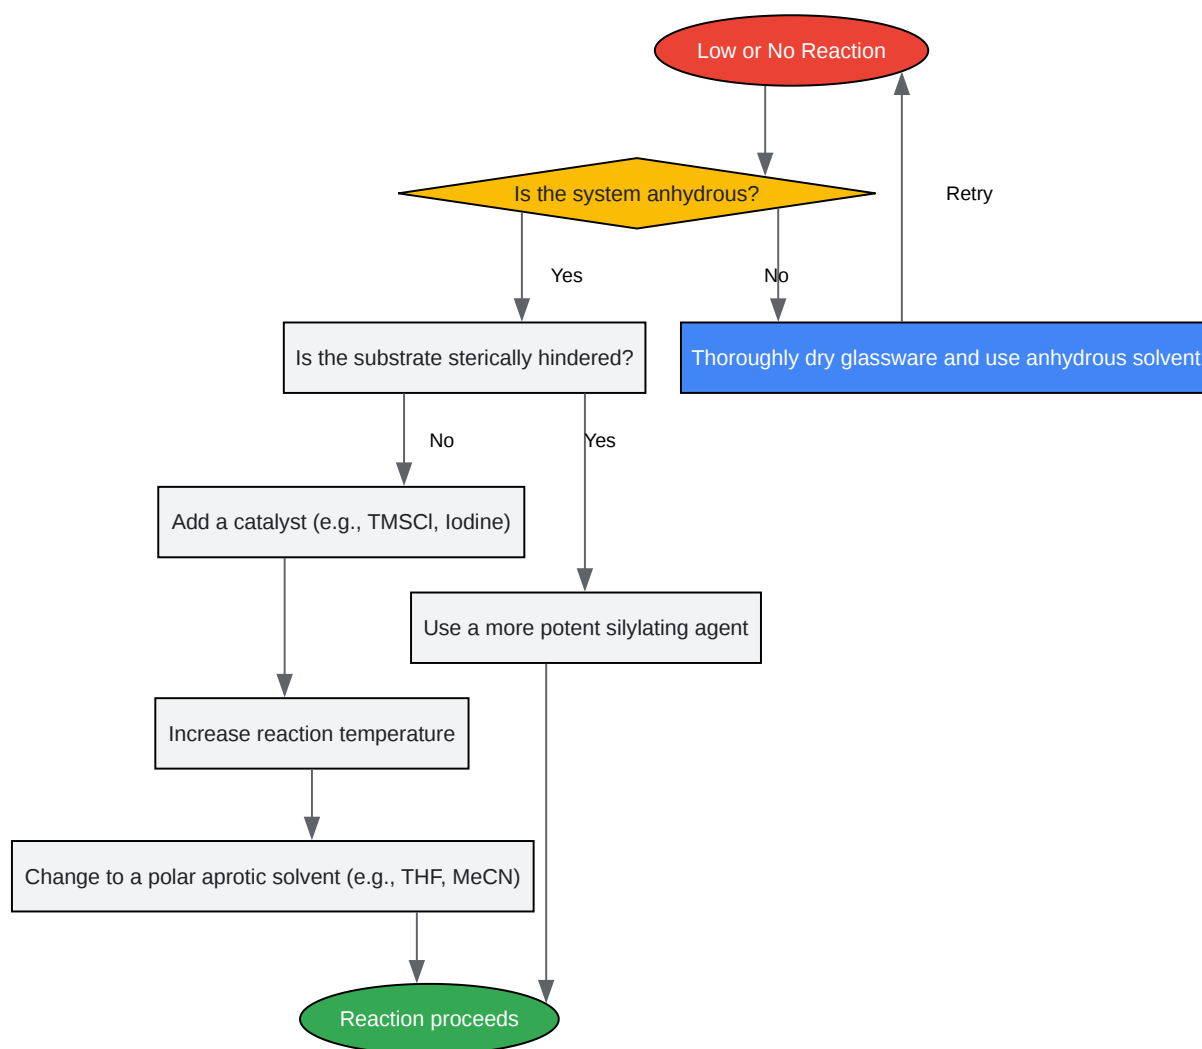 Low or No Reaction
Is the system anhydrous?
Retry
Yes
No
Is the substrate sterically hindered?
Thoroughly dry glassware and use anhydrous solvent
No
Yes
Add a catalyst (e.g., TMSCl, Iodine)
Use a more potent silylating agent
Increase reaction temperature
Change to a polar aprotic solvent (e.g., THF, MeCN)
Reaction proceeds